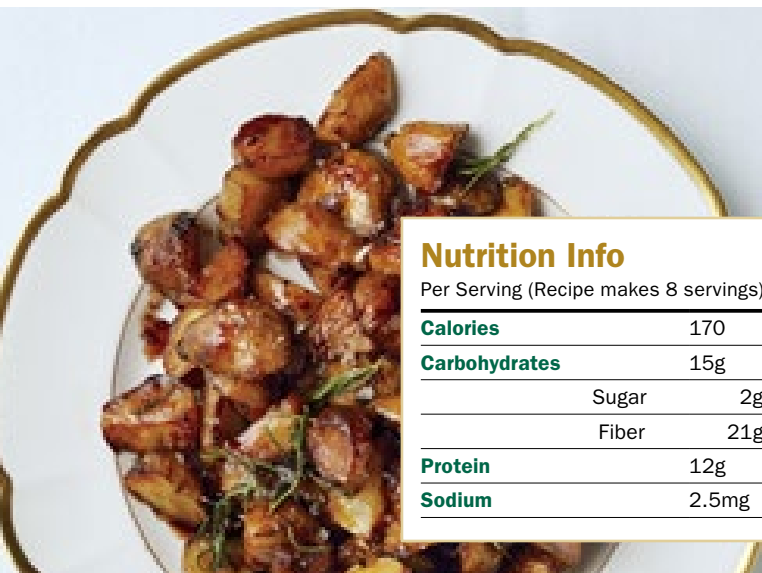 Nutrition Info
Per Serving (Recipe makes 8 servings)
Calories 170
Carbohydrates 15g
Sugar 2g
Fiber 21g
Protein 12g
Sodium 2.5mg